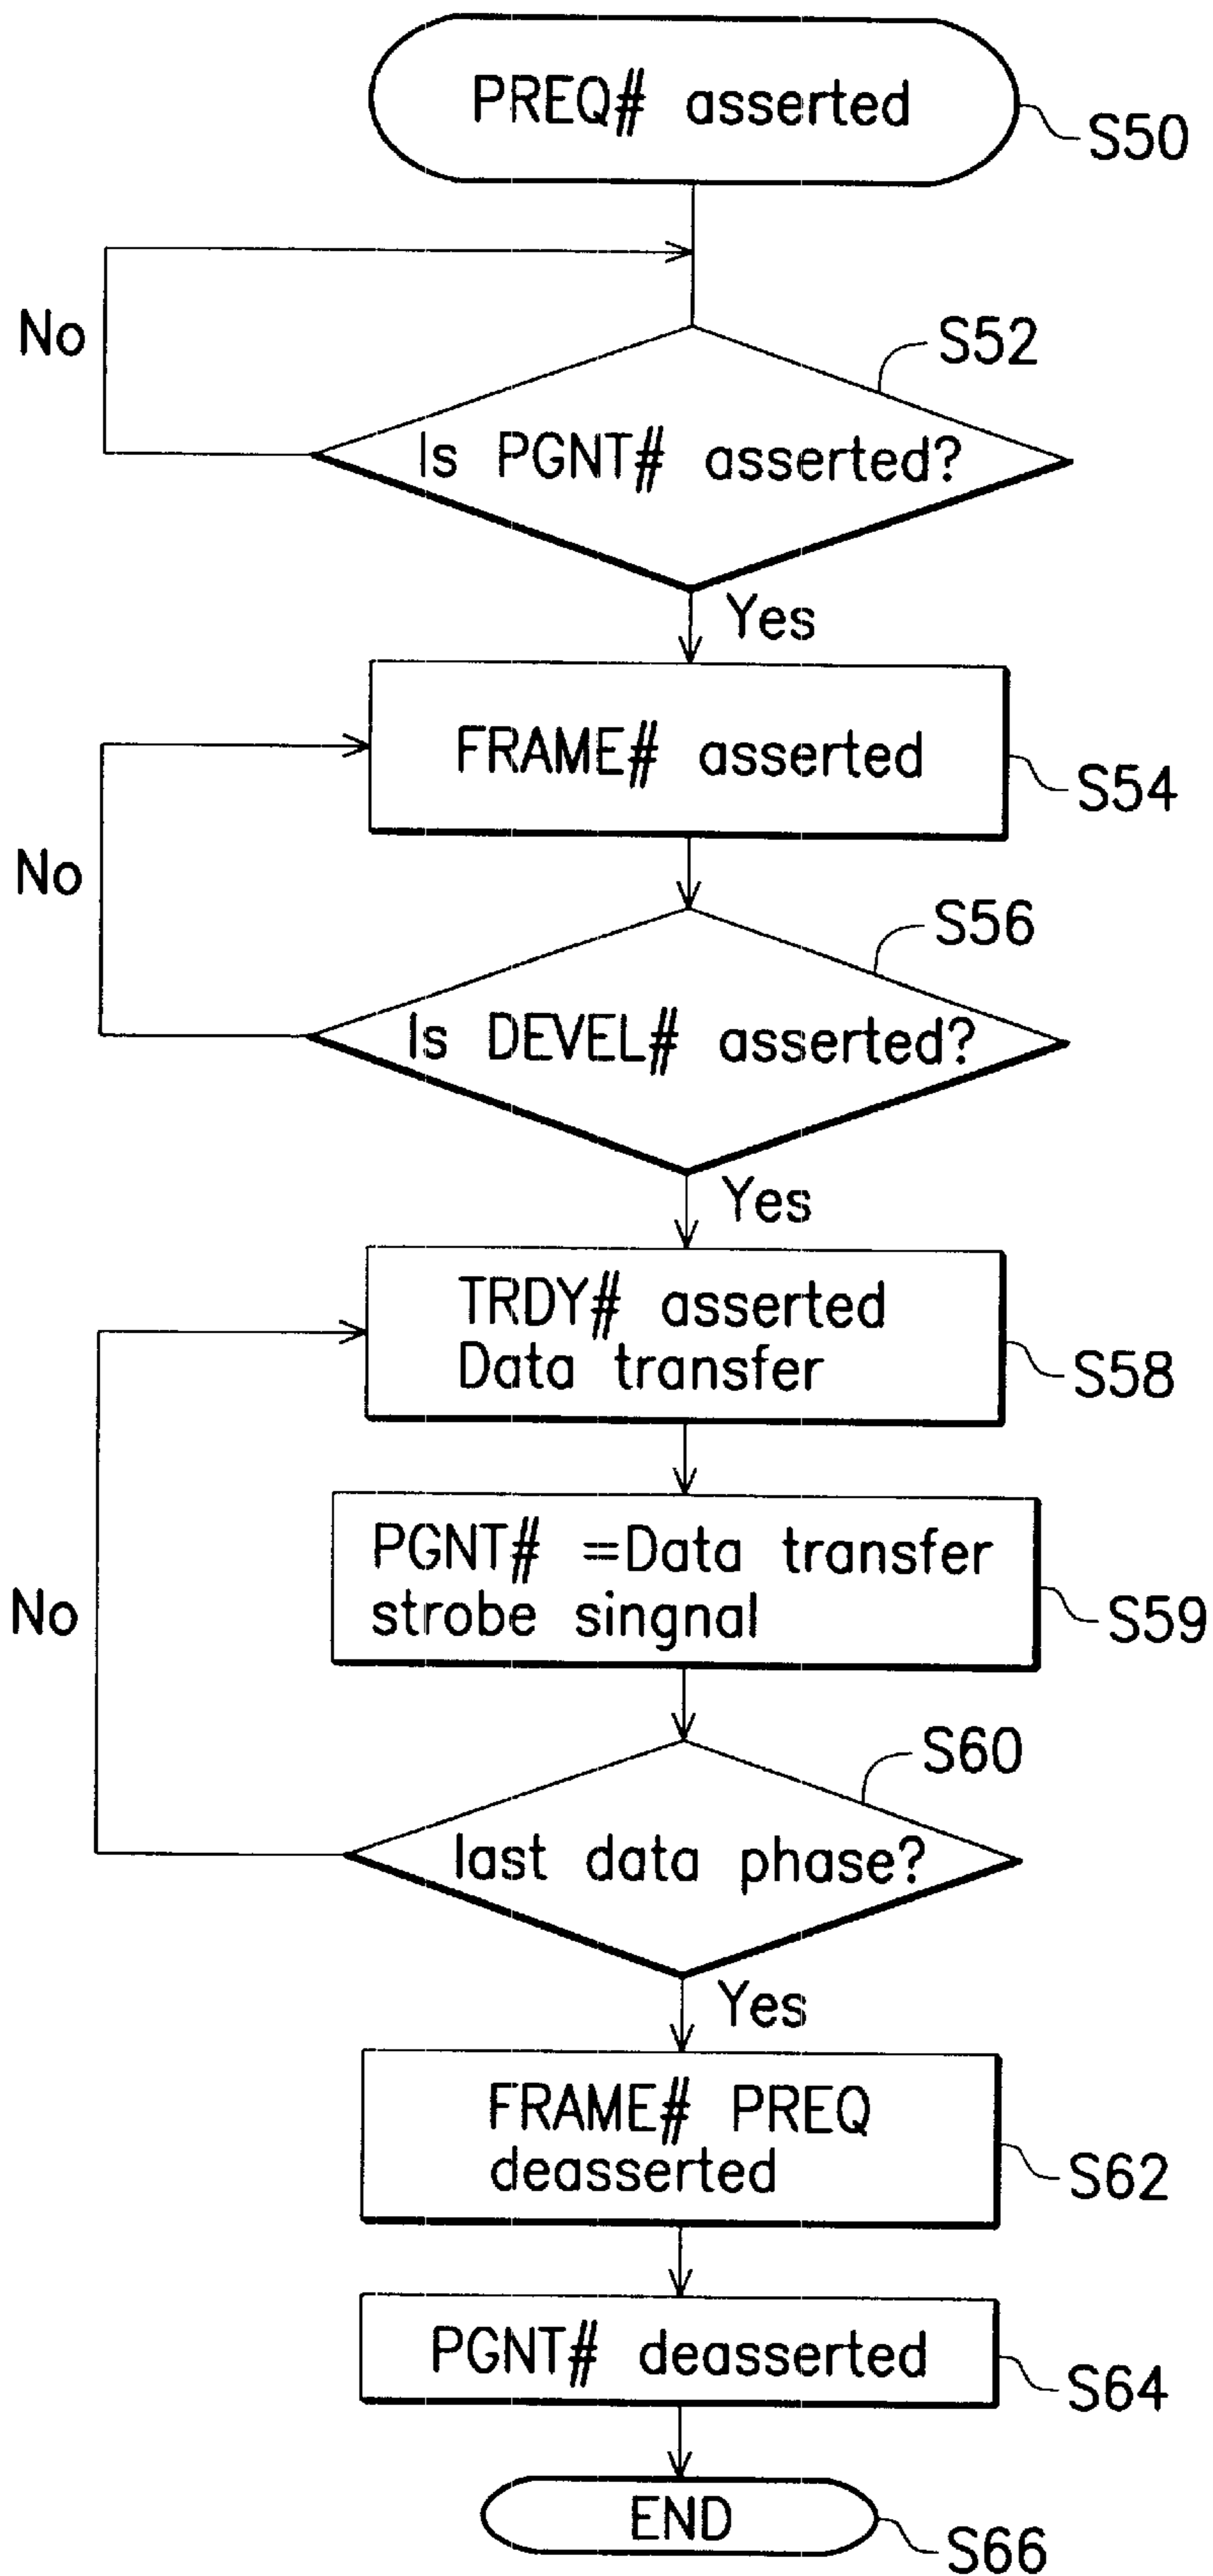 PREQ# asserted
S50
No
S52
Is PGNT# asserted?
Yes
FRAME# asserted
S54
No
S56
Is DEVEL# asserted?
Yes
TRDY# asserted
Data transfer
S58
PGNT# =Data transfer
strobe singnal
S59
No
S60
last data phase?
Yes
FRAME# PREQ
deasserted
S62
PGNT# deasserted
S64
END
S66